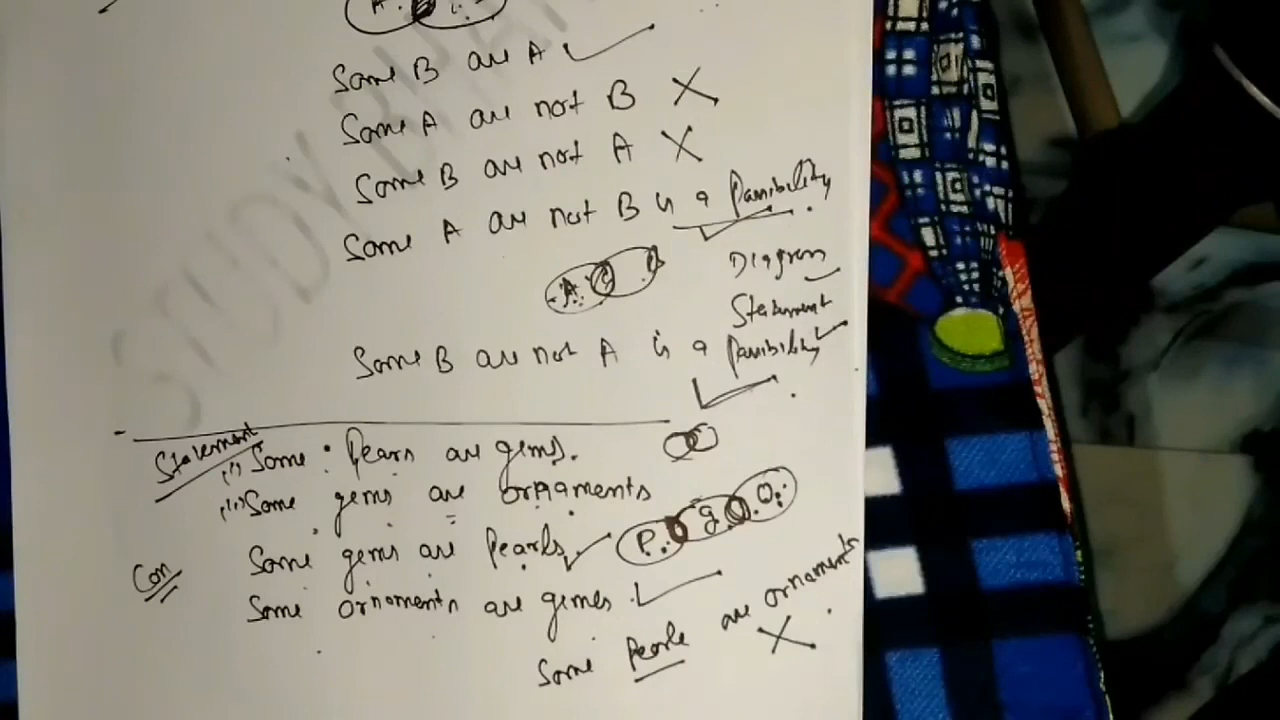 A B
Some B are A
Some A are not B X
Some B are not A X
Some A are not B is a Possibility
A C B
Diagram
Statement
Some B are not A is a Possibility
Statement
(i) Some : Pearn are gems.
(ii) Some gems are ornaments
P g O
Con Some gems are Pearls
Some ornaments are gemes
Some Pearls are ornaments X
STUDY